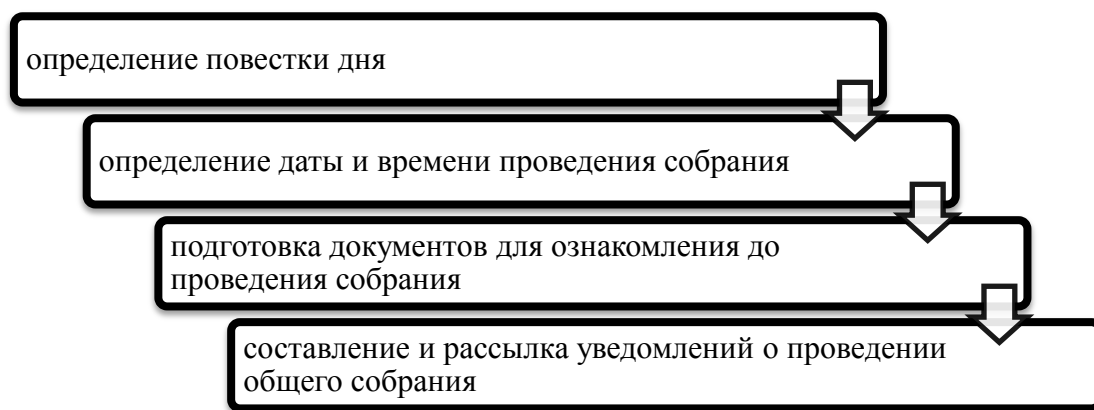 определение повестки дня
определение даты и времени проведения собрания
подготовка документов для ознакомления до
проведения собрания
составление и рассылка уведомлений о проведении
общего собрания